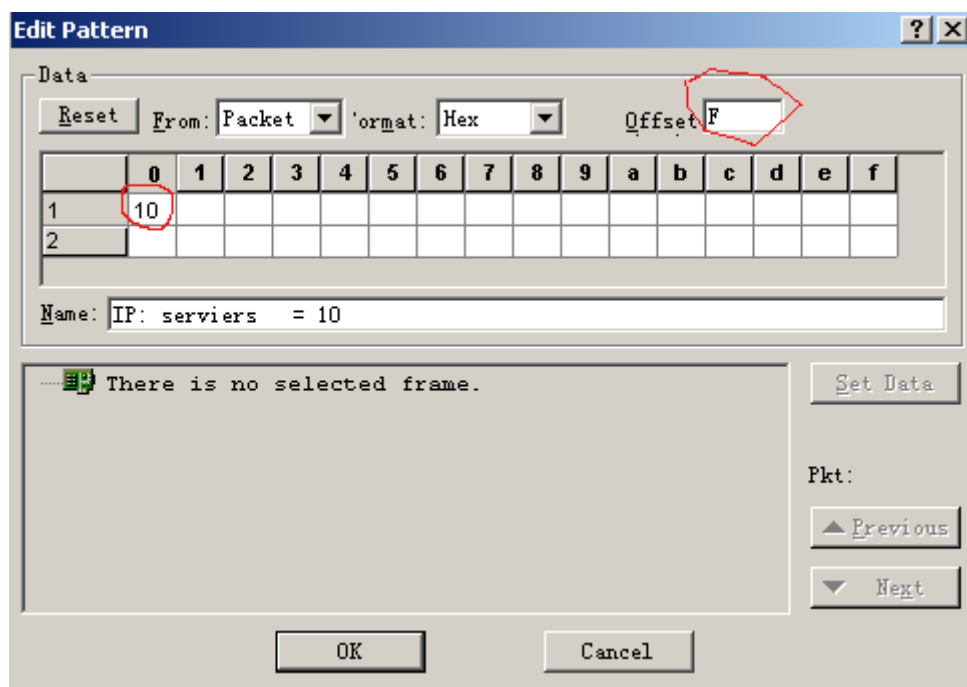 Edit Pattern
Data
Reset From: Packet 'ormat: Hex Offset F
0 1 2 3 4 5 6 7 8 9 a b c d e f
1 10
2
Name: IP: serviers = 10
There is no selected frame.
Set Data
Pkt:
Previous
Next
OK Cancel